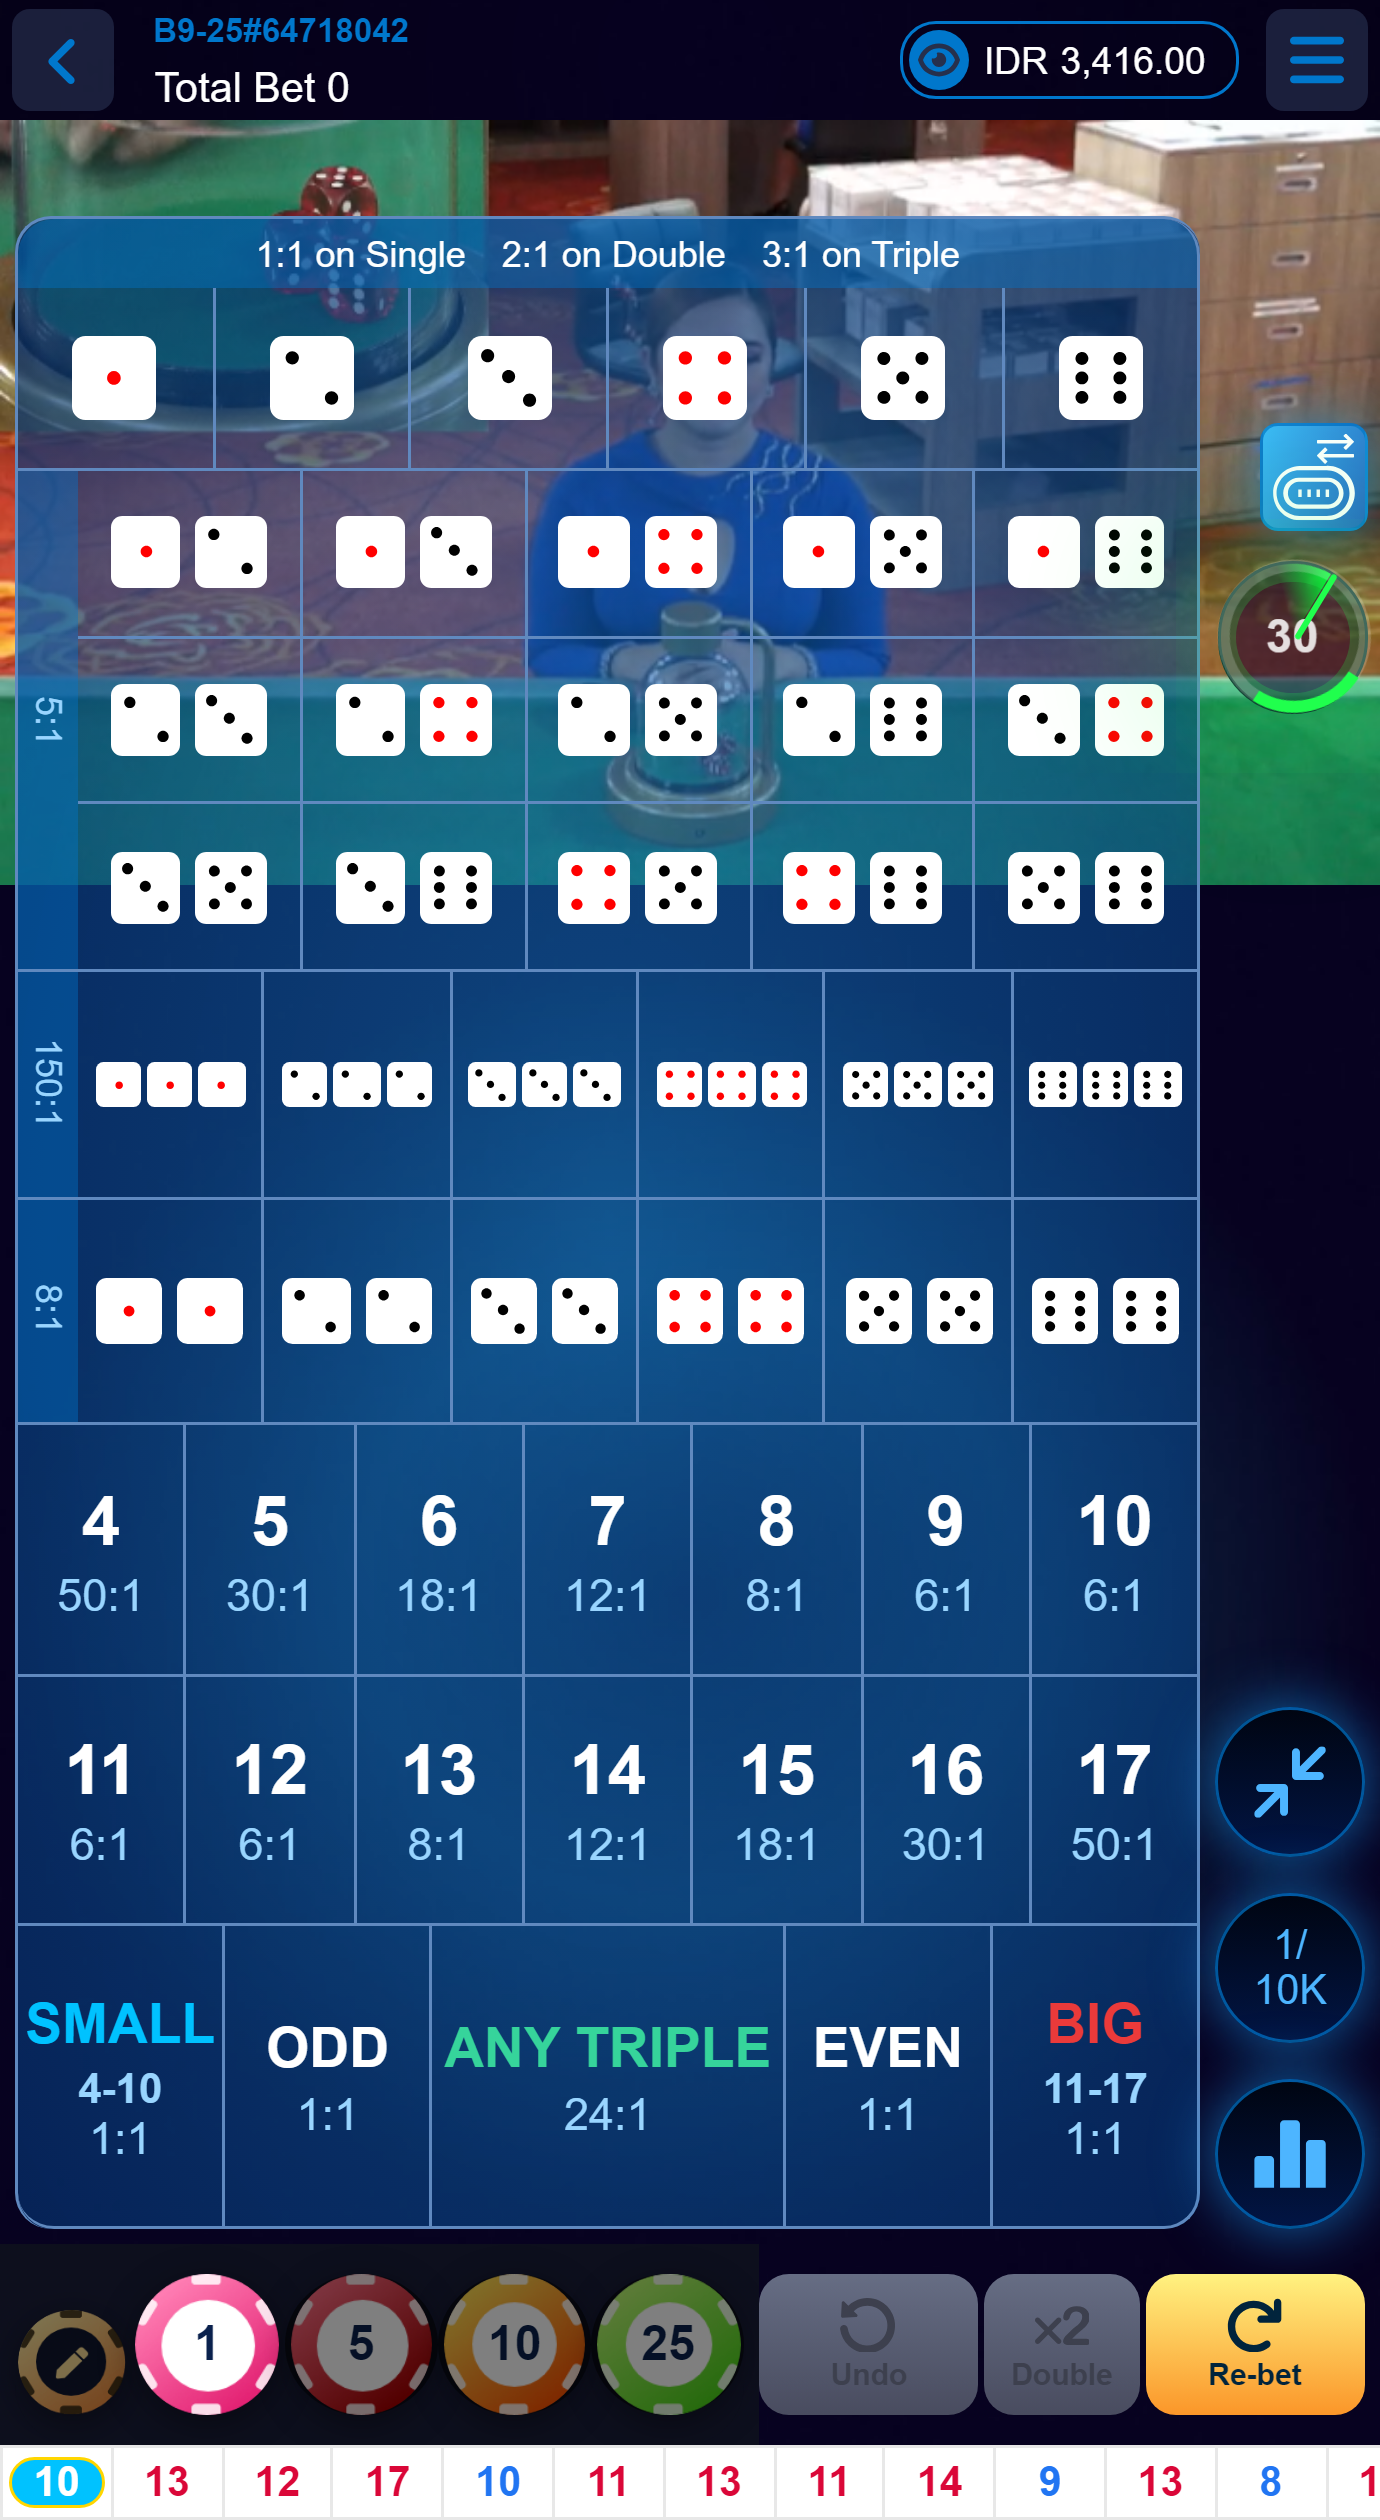 B9-25#64718042
Total Bet 0
IDR 3,416.00
1:1 on Single 2:1 on Double 3:1 on Triple
30
5:1
150:1
8:1
4 5 6 7 8 9 10
50:1 30:1 18:1 12:1 8:1 6:1 6:1
11 12 13 14 15 16 17
6:1 6:1 8:1 12:1 18:1 30:1 50:1
1/
10K
SMALL
4-10
1:1
ODD
1:1
ANY TRIPLE
24:1
EVEN
1:1
BIG
11-17
1:1
1 5 10 25
Undo
x2
Double
Re-bet
10 13 12 17 10 11 13 11 14 9 13 8